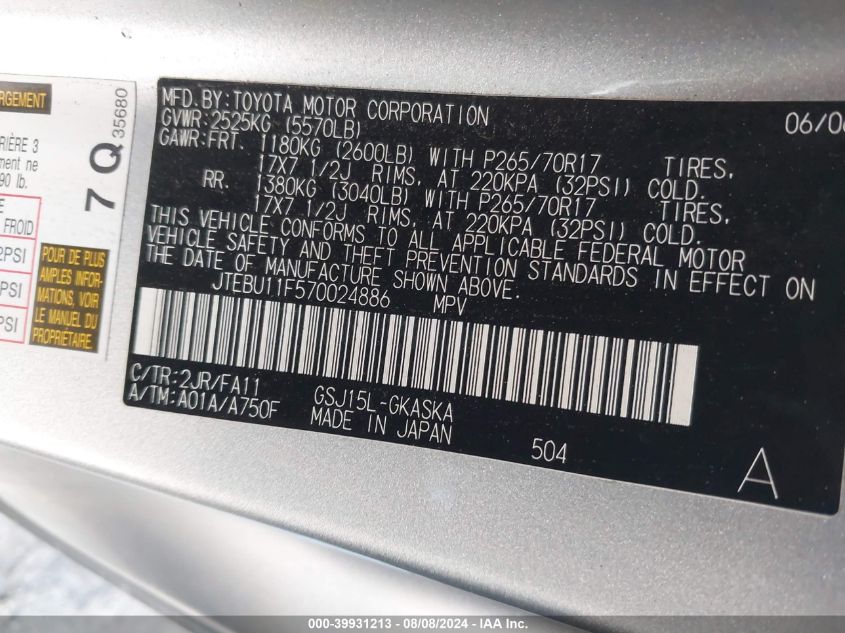 RGEMENT
IÈRE 3
ment ne
90 lb.
E
FROID
2PSI
PSI
PSI
POUR DE PLUS
AMPLES INFOR-
MATIONS, VOIR
LE MANUEL DU
PROPRIÉTAIRE.
7 Q 35680
MFD.BY:TOYOTA MOTOR CORPORATION 06/06
GVWR:2525KG (5570LB)
GAWR:FRT. 1180KG (2600LB) WITH P265/70R17 TIRES,
17X7 1/2J RIMS, AT 220KPA (32PSI) COLD.
RR. 1380KG (3040LB) WITH P265/70R17 TIRES,
17X7 1/2J RIMS, AT 220KPA (32PSI) COLD.
THIS VEHICLE CONFORMS TO ALL APPLICABLE FEDERAL MOTOR
VEHICLE SAFETY AND THEFT PREVENTION STANDARDS IN EFFECT ON
THE DATE OF MANUFACTURE SHOWN ABOVE.
JTEBU11F570024886 MPV
C/TR:2JR/FA11 GSJ15L-GKASKA
A/TM:A01A/A750F MADE IN JAPAN
504
A
000-39931213 - 08/08/2024 - IAA